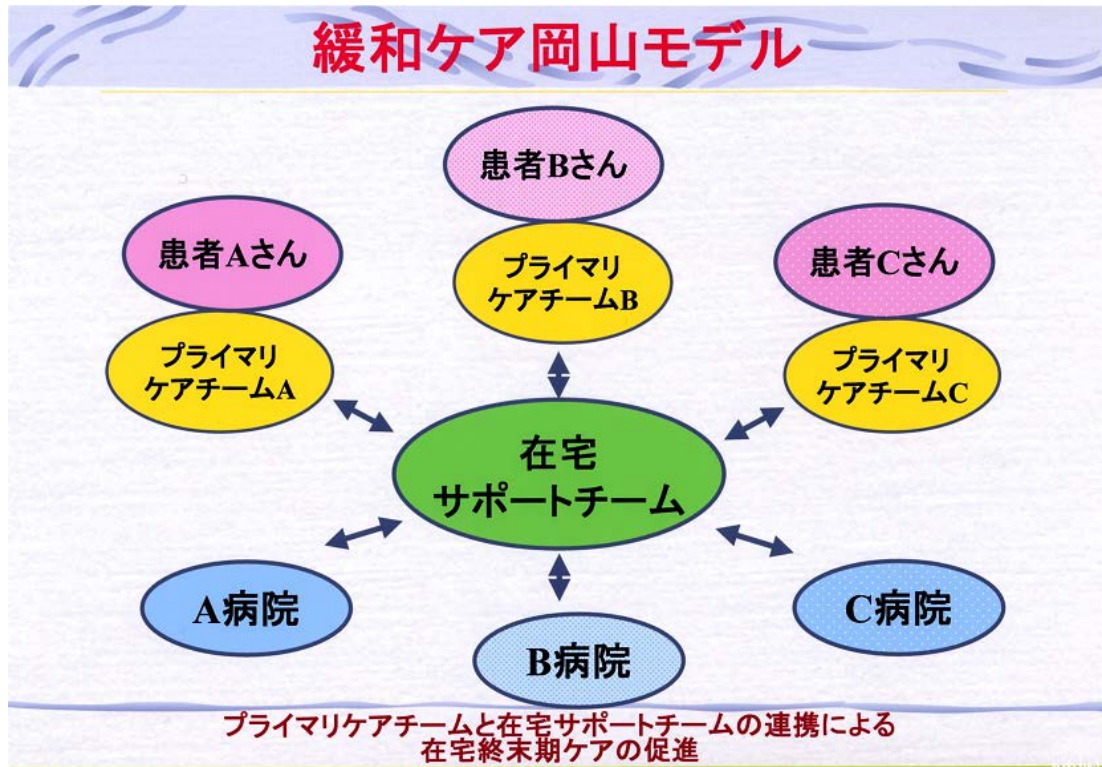 緩和ケア岡山モデル
患者Bさん
プライマリ
ケアチームB
患者Aさん
プライマリ
ケアチームA
患者Cさん
プライマリ
ケアチームC
在宅
サポートチーム
A病院
B病院
C病院
プライマリケアチームと在宅サポートチームの連携による
在宅終末期ケアの促進